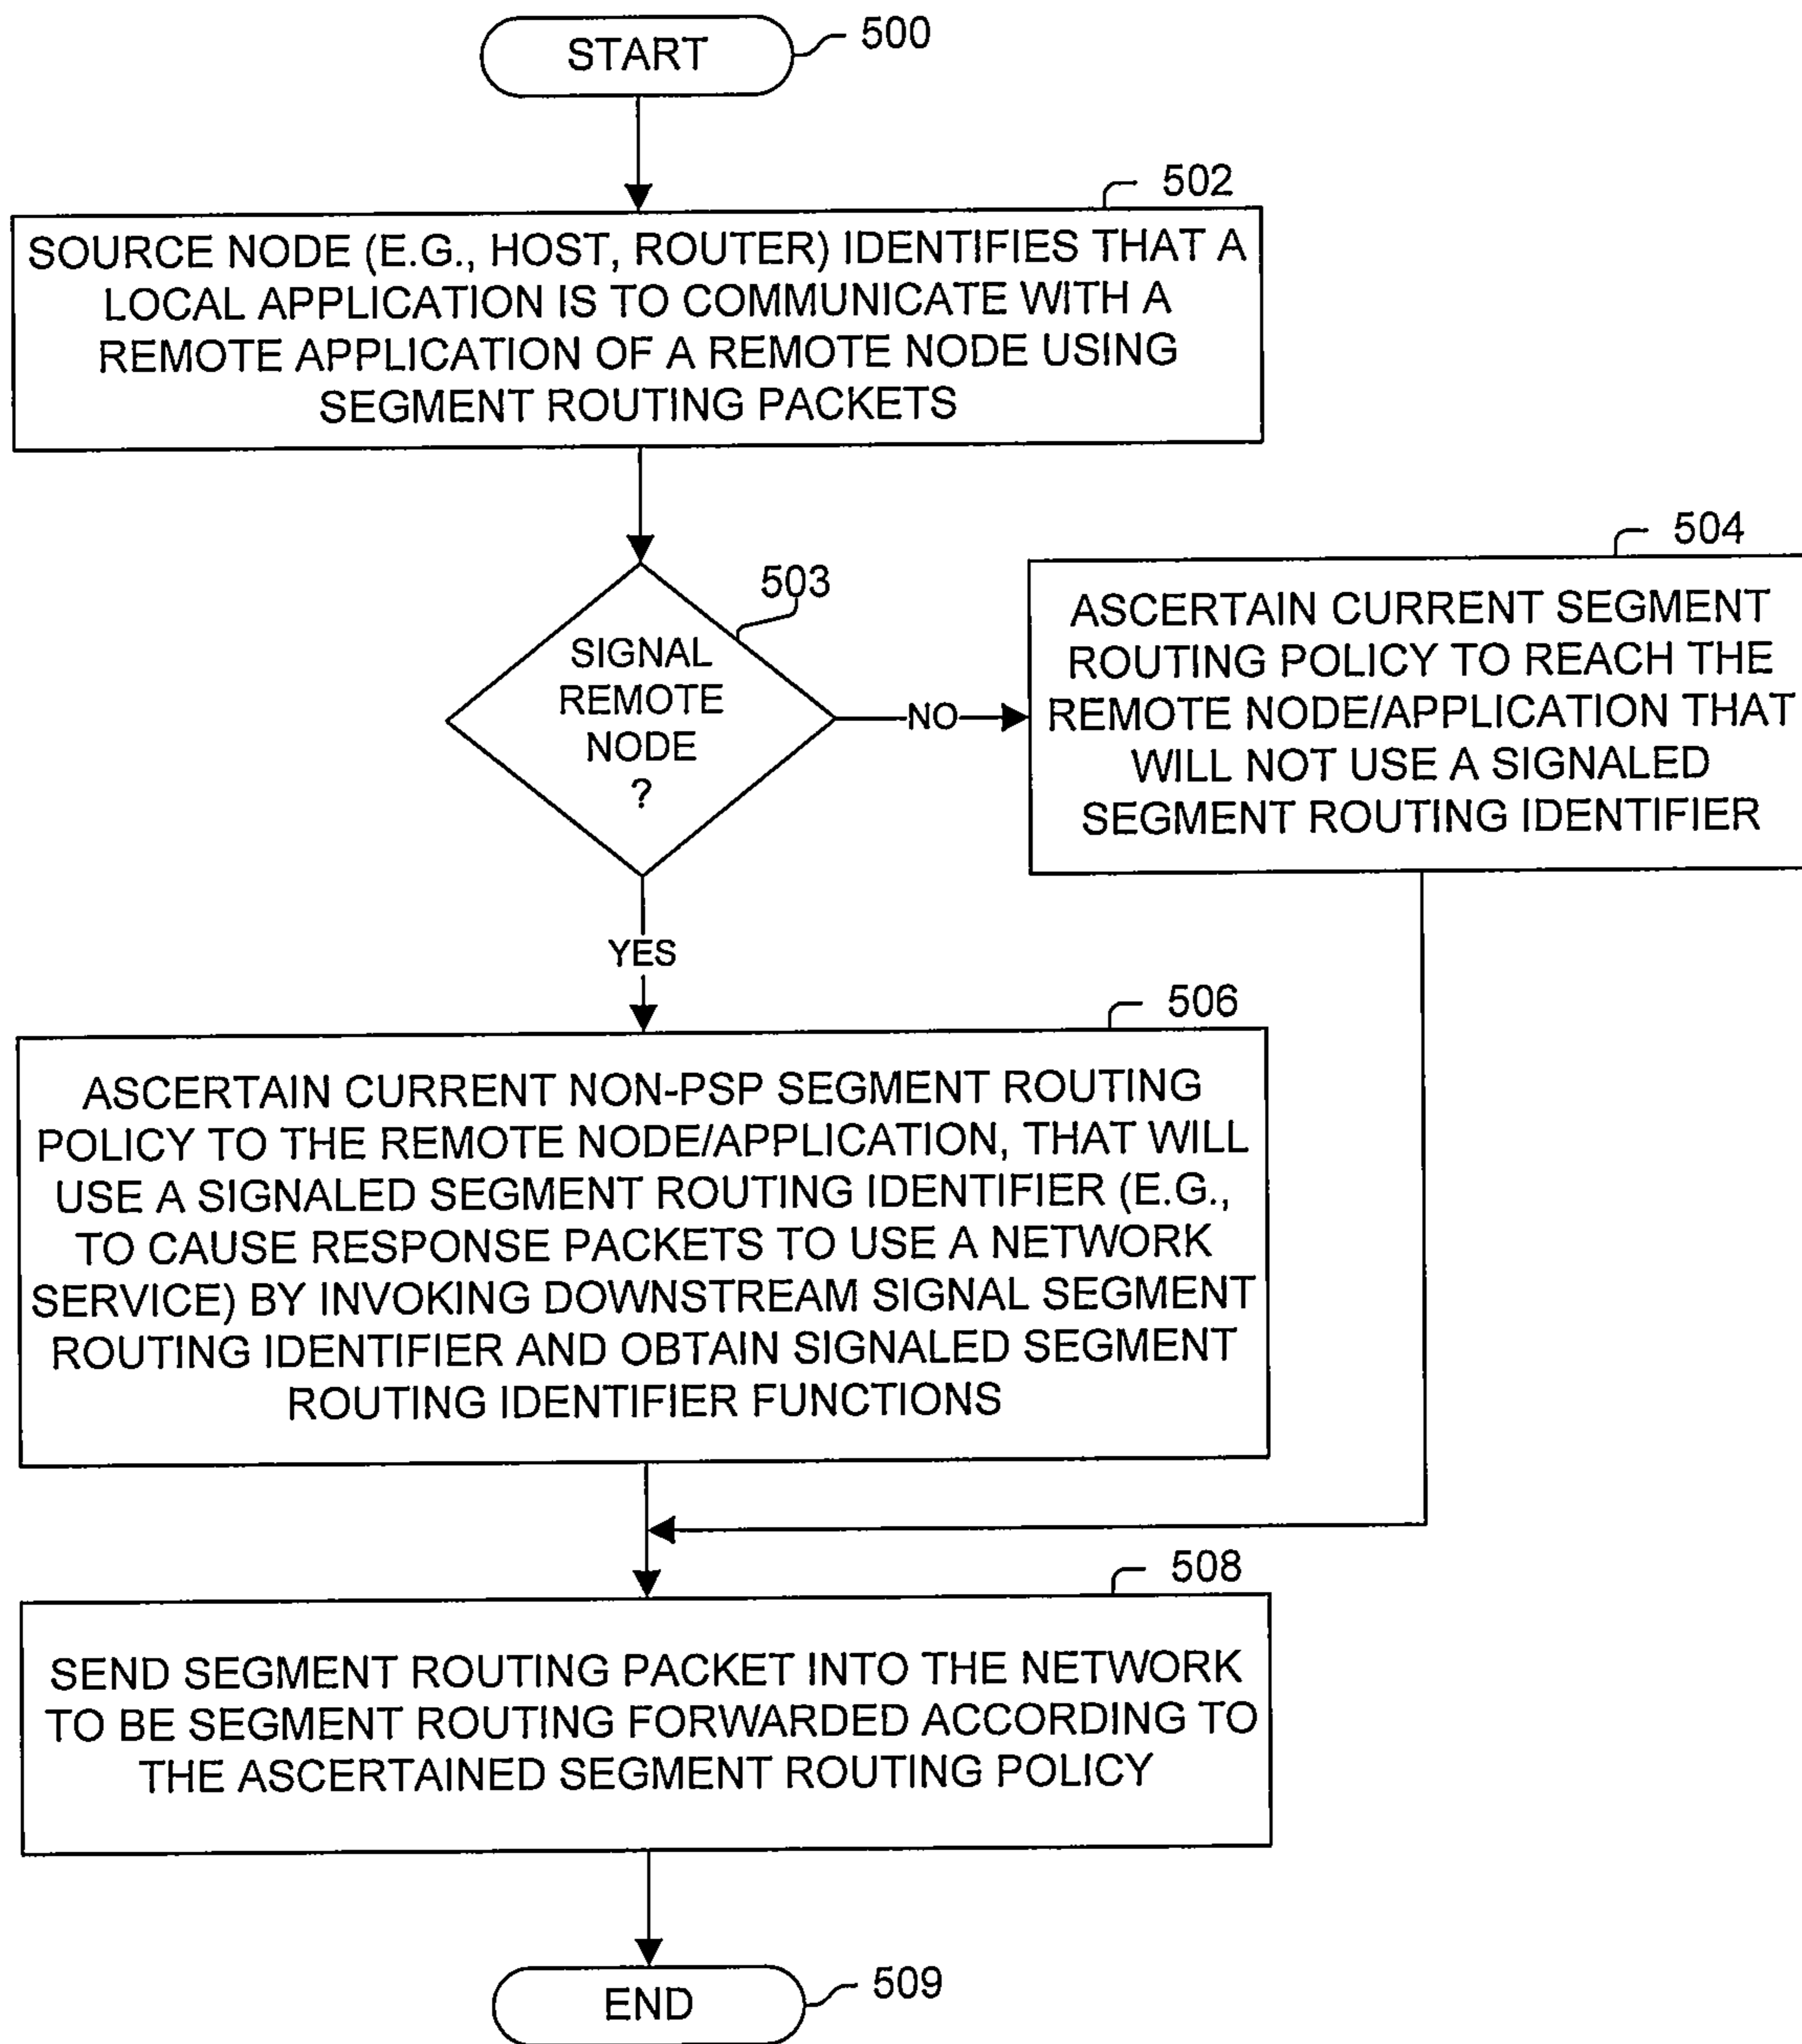 START
500
502
SOURCE NODE (E.G., HOST, ROUTER) IDENTIFIES THAT A
LOCAL APPLICATION IS TO COMMUNICATE WITH A
REMOTE APPLICATION OF A REMOTE NODE USING
SEGMENT ROUTING PACKETS
503
SIGNAL
REMOTE
NODE
?
NO
504
ASCERTAIN CURRENT SEGMENT
ROUTING POLICY TO REACH THE
REMOTE NODE/APPLICATION THAT
WILL NOT USE A SIGNALED
SEGMENT ROUTING IDENTIFIER
YES
506
ASCERTAIN CURRENT NON-PSP SEGMENT ROUTING
POLICY TO THE REMOTE NODE/APPLICATION, THAT WILL
USE A SIGNALED SEGMENT ROUTING IDENTIFIER (E.G.,
TO CAUSE RESPONSE PACKETS TO USE A NETWORK
SERVICE) BY INVOKING DOWNSTREAM SIGNAL SEGMENT
ROUTING IDENTIFIER AND OBTAIN SIGNALED SEGMENT
ROUTING IDENTIFIER FUNCTIONS
508
SEND SEGMENT ROUTING PACKET INTO THE NETWORK
TO BE SEGMENT ROUTING FORWARDED ACCORDING TO
THE ASCERTAINED SEGMENT ROUTING POLICY
END
509